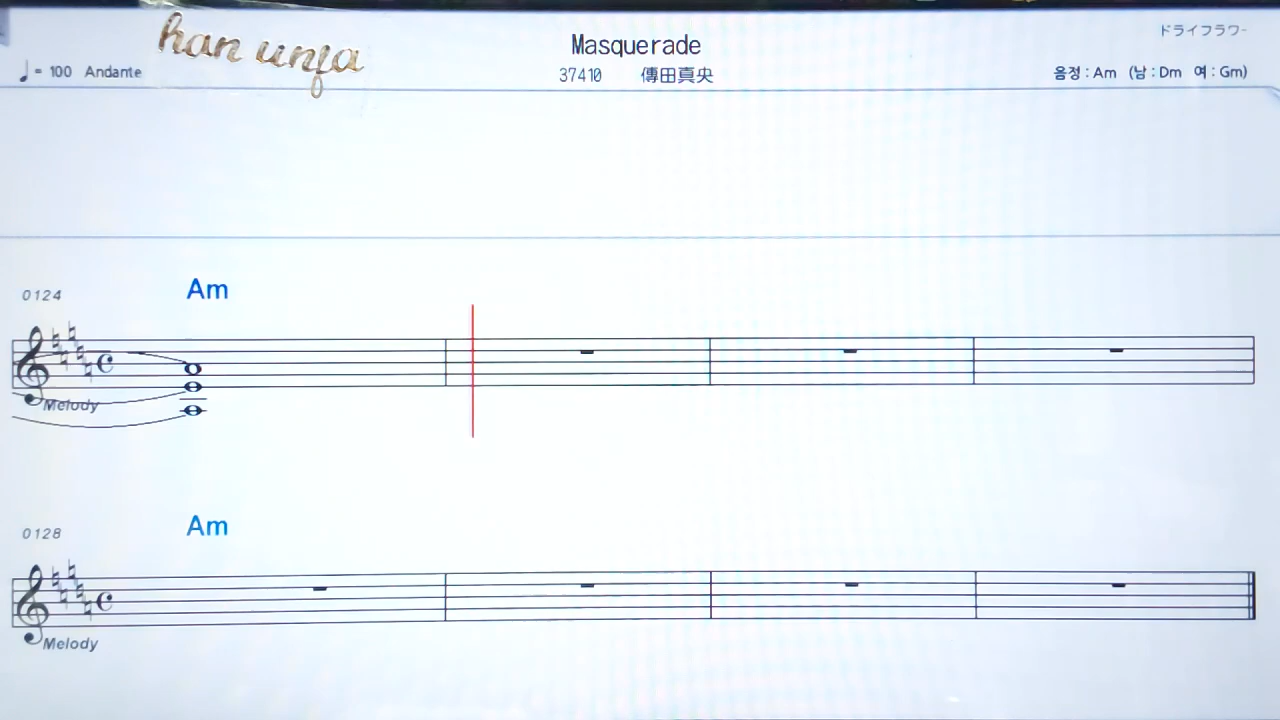 han unja
Masquerade
ドライフラワー
♩= 100 Andante
37410 傳田真央
음정 : Am (남 : Dm 여 : Gm)
0124
Am
Melody
0128
Am
Melody